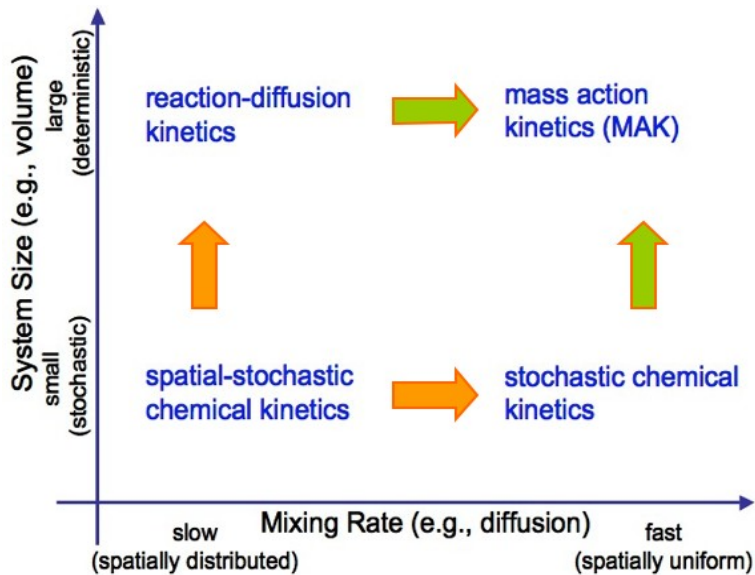 System Size (e.g., volume)
large
(deterministic)
small
(stochastic)
reaction-diffusion
kinetics
mass action
kinetics (MAK)
spatial-stochastic
chemical kinetics
stochastic chemical
kinetics
slow
(spatially distributed)
Mixing Rate (e.g., diffusion)
fast
(spatially uniform)